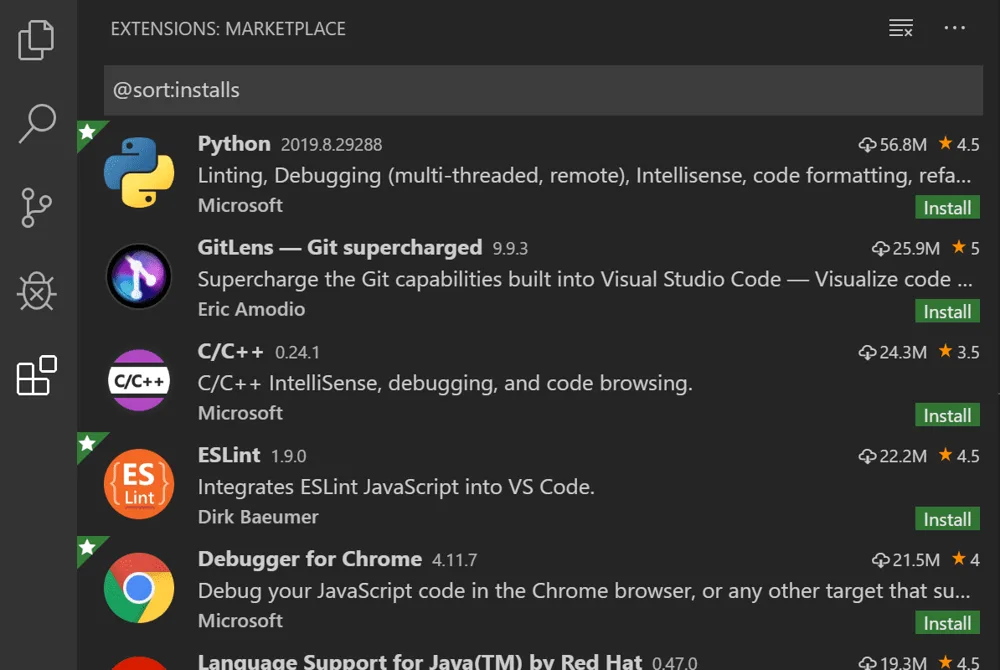 EXTENSIONS: MARKETPLACE
@sort:installs
Python 2019.8.29288 56.8M 4.5
Linting, Debugging (multi-threaded, remote), Intellisense, code formatting, refa...
Microsoft Install
GitLens — Git supercharged 9.9.3 25.9M 5
Supercharge the Git capabilities built into Visual Studio Code — Visualize code ...
Eric Amodio Install
C/C++ 0.24.1 24.3M 3.5
C/C++
C/C++ IntelliSense, debugging, and code browsing.
Microsoft Install
ESLint 1.9.0 22.2M 4.5
{ES}
Lint
Integrates ESLint JavaScript into VS Code.
Dirk Baeumer Install
Debugger for Chrome 4.11.7 21.5M 4
Debug your JavaScript code in the Chrome browser, or any other target that su...
Microsoft Install
Language Support for Java(TM) by Red Hat 0.47.0 19.3M 4.5